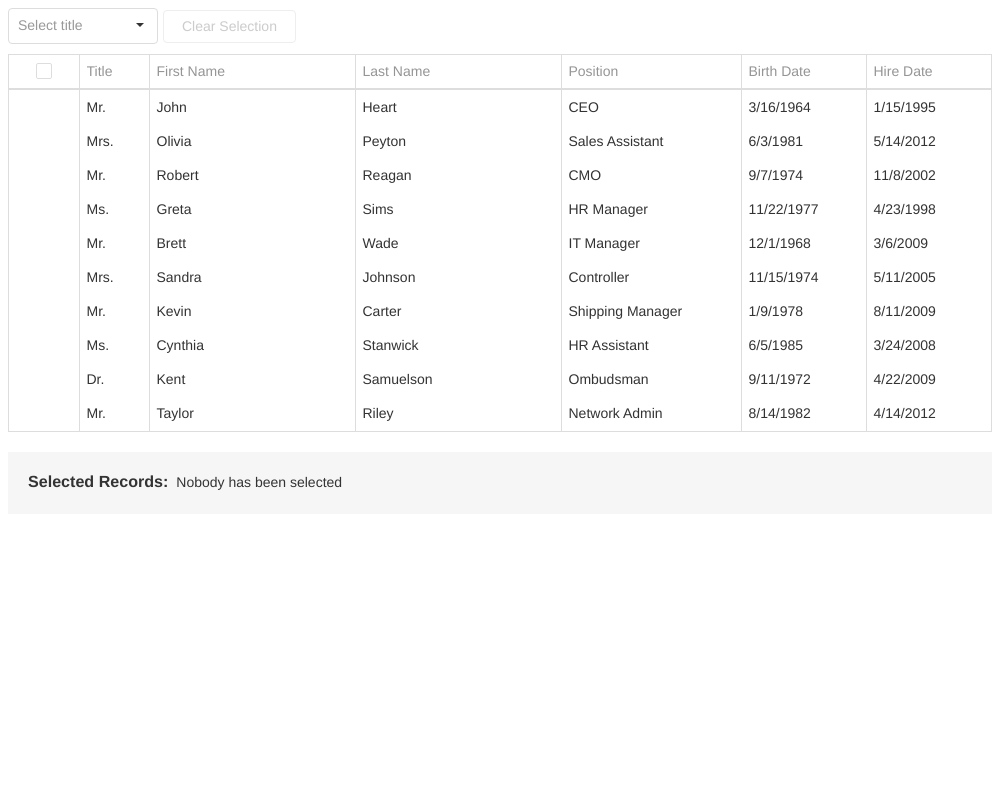 Select title Clear Selection
Title First Name Last Name Position Birth Date Hire Date
Mr. John Heart CEO 3/16/1964 1/15/1995
Mrs. Olivia Peyton Sales Assistant 6/3/1981 5/14/2012
Mr. Robert Reagan CMO 9/7/1974 11/8/2002
Ms. Greta Sims HR Manager 11/22/1977 4/23/1998
Mr. Brett Wade IT Manager 12/1/1968 3/6/2009
Mrs. Sandra Johnson Controller 11/15/1974 5/11/2005
Mr. Kevin Carter Shipping Manager 1/9/1978 8/11/2009
Ms. Cynthia Stanwick HR Assistant 6/5/1985 3/24/2008
Dr. Kent Samuelson Ombudsman 9/11/1972 4/22/2009
Mr. Taylor Riley Network Admin 8/14/1982 4/14/2012
Selected Records: Nobody has been selected